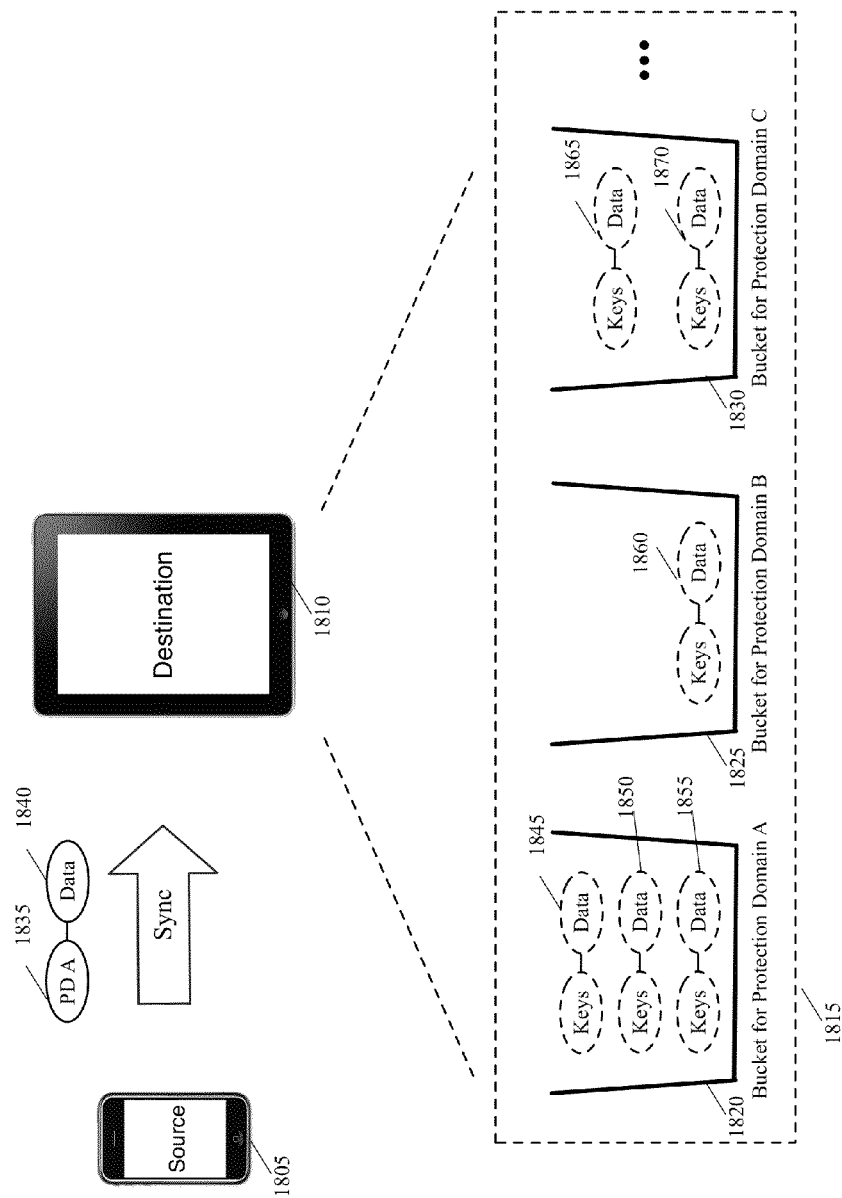 1835
1840
PD A
Data
Sync
Source
1805
Destination
1810
1845
Keys
Data
1850
Keys
Data
1855
Keys
Data
1820
Bucket for Protection Domain A
1860
Keys
Data
1825
Bucket for Protection Domain B
1865
Keys
Data
1870
Keys
Data
1830
Bucket for Protection Domain C
1815